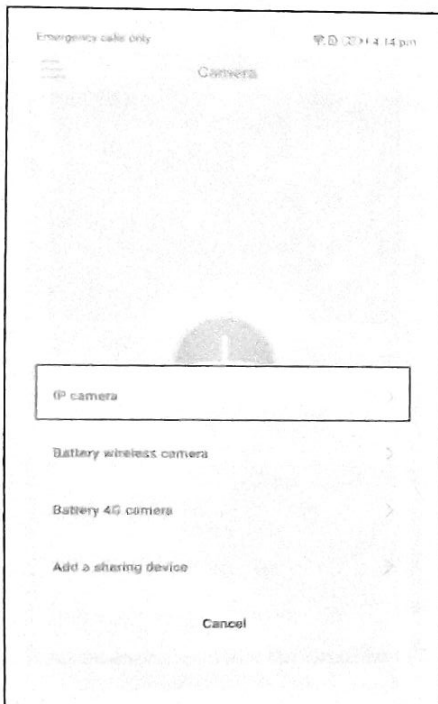 Emergency calls only
4:14 pm
Camera
IP camera
Battery wireless camera
Battery 4G camera
Add a sharing device
Cancel